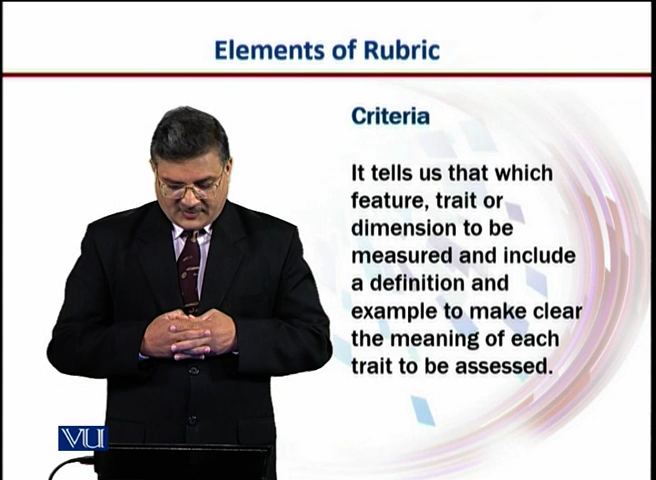 Elements of Rubric
Criteria
It tells us that which
feature, trait or
dimension to be
measured and include
a definition and
example to make clear
the meaning of each
trait to be assessed.
VU